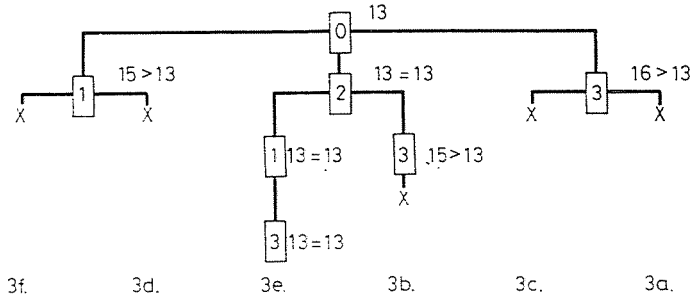 13
0
15 > 13
13 = 13
16 > 13
1
2
3
X
X
X
X
1
13 = 13
3
15 > 13
X
3
13 = 13
3f.
3d.
3e.
3b.
3c.
3a.